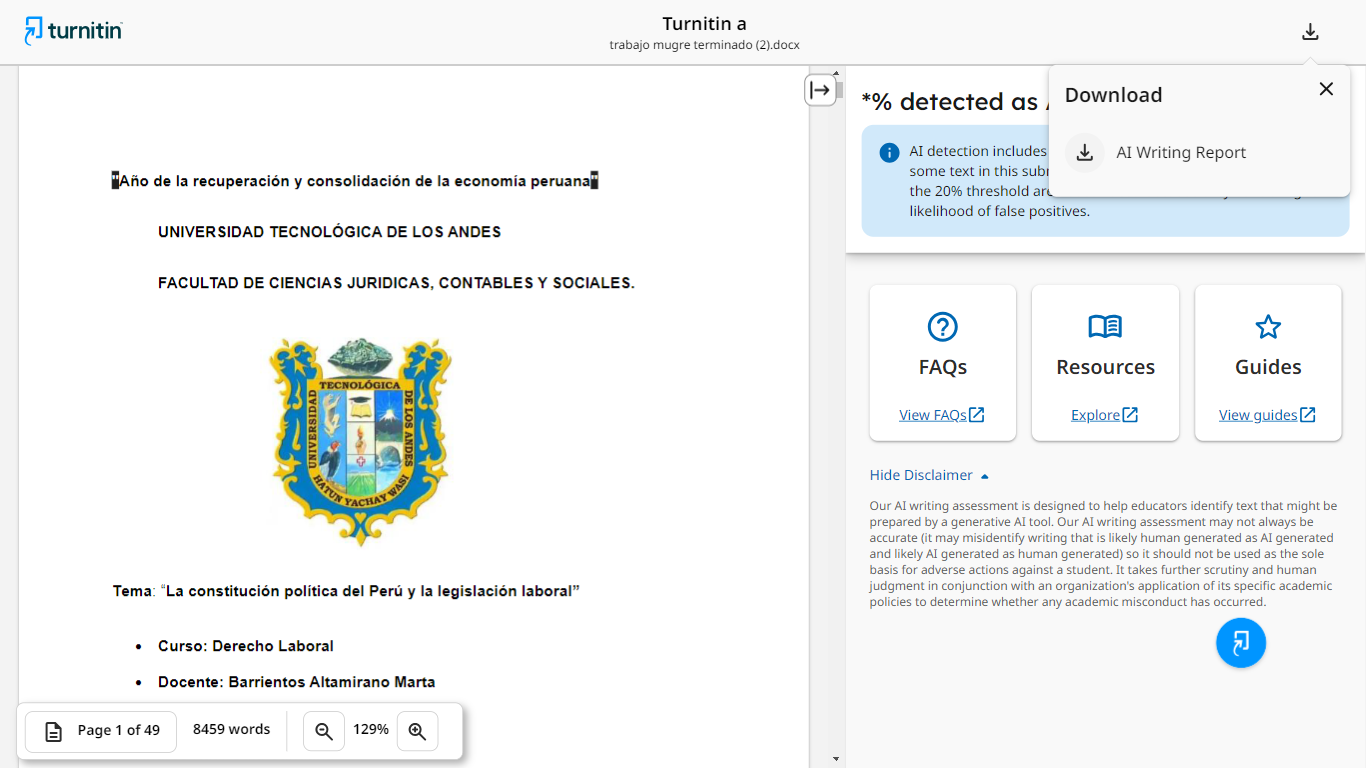 turnitin
Turnitin a
trabajo mugre terminado (2).docx
Download
AI Writing Report
*% detected as
AI detection includes
some text in this
the 20% threshold
likelihood of false positives.
"Año de la recuperación y consolidación de la economía peruana"
UNIVERSIDAD TECNOLÓGICA DE LOS ANDES
FACULTAD DE CIENCIAS JURIDICAS, CONTABLES Y SOCIALES.
TECNOLÓGICA
UNIVERSIDAD
DE LOS ANDES
HATUN YACHAY WASI
Tema: “La constitución política del Perú y la legislación laboral”
• Curso: Derecho Laboral
• Docente: Barrientos Altamirano Marta
Page 1 of 49
8459 words
129%
FAQs
View FAQs
Resources
Explore
Guides
View guides
Hide Disclaimer
Our AI writing assessment is designed to help educators identify text that might be
prepared by a generative AI tool. Our AI writing assessment may not always be
accurate (it may misidentify writing that is likely human generated as AI generated
and likely AI generated as human generated) so it should not be used as the sole
basis for adverse actions against a student. It takes further scrutiny and human
judgment in conjunction with an organization's application of its specific academic
policies to determine whether any academic misconduct has occurred.